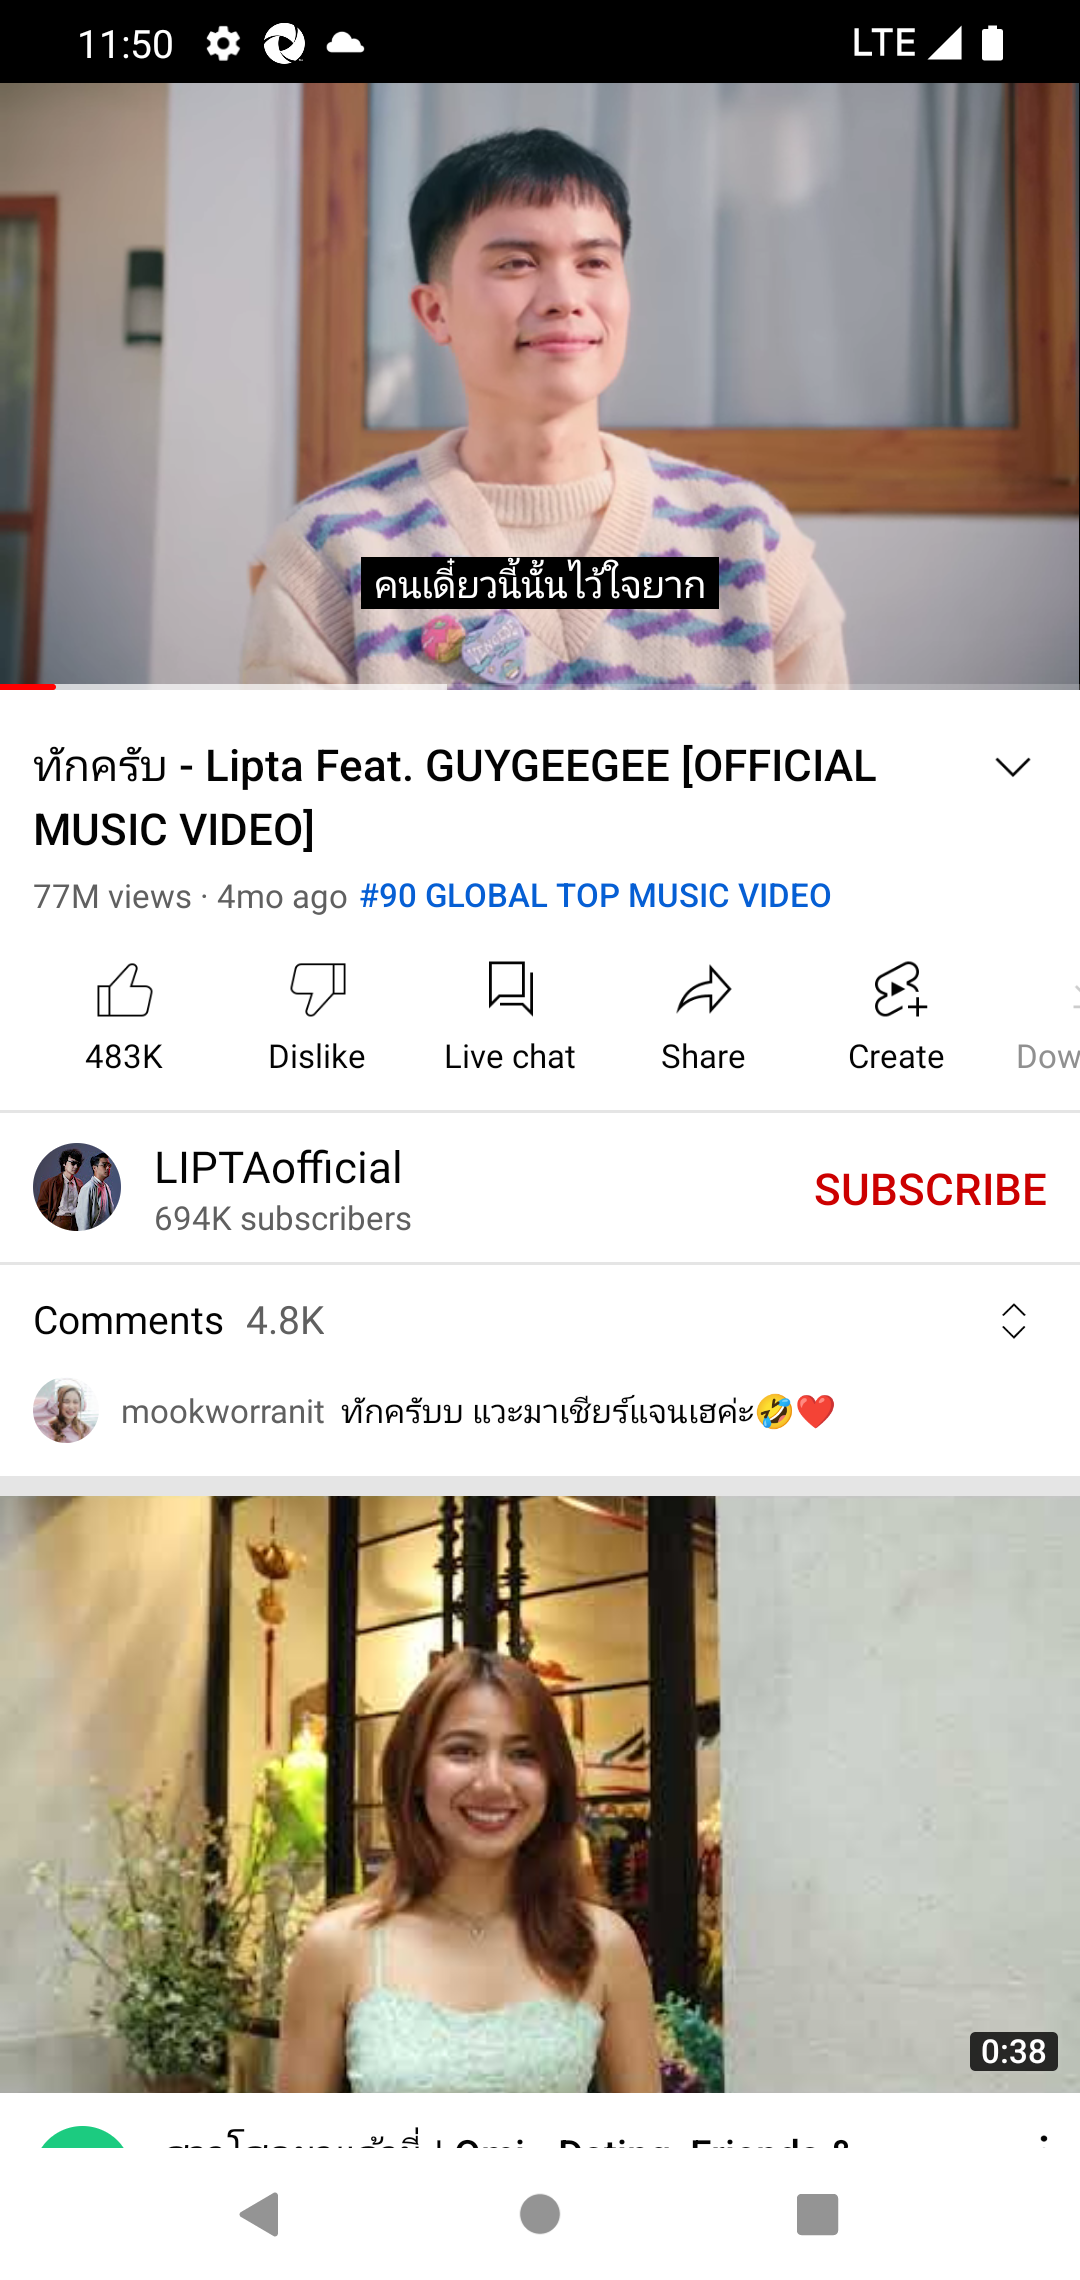 11:50
LTE
คนเดี๋ยวนี้นั้นไว้ใจยาก
ทักครับ - Lipta Feat. GUYGEEGEE [OFFICIAL
MUSIC VIDEO]
77M views · 4mo ago #90 GLOBAL TOP MUSIC VIDEO
483K
Dislike
Live chat
Share
Create
Dow
LIPTAofficial
694K subscribers
SUBSCRIBE
Comments 4.8K
mookworranit ทักครับบ แวะมาเชียร์แจนเฮค่ะ🤣❤️
0:38